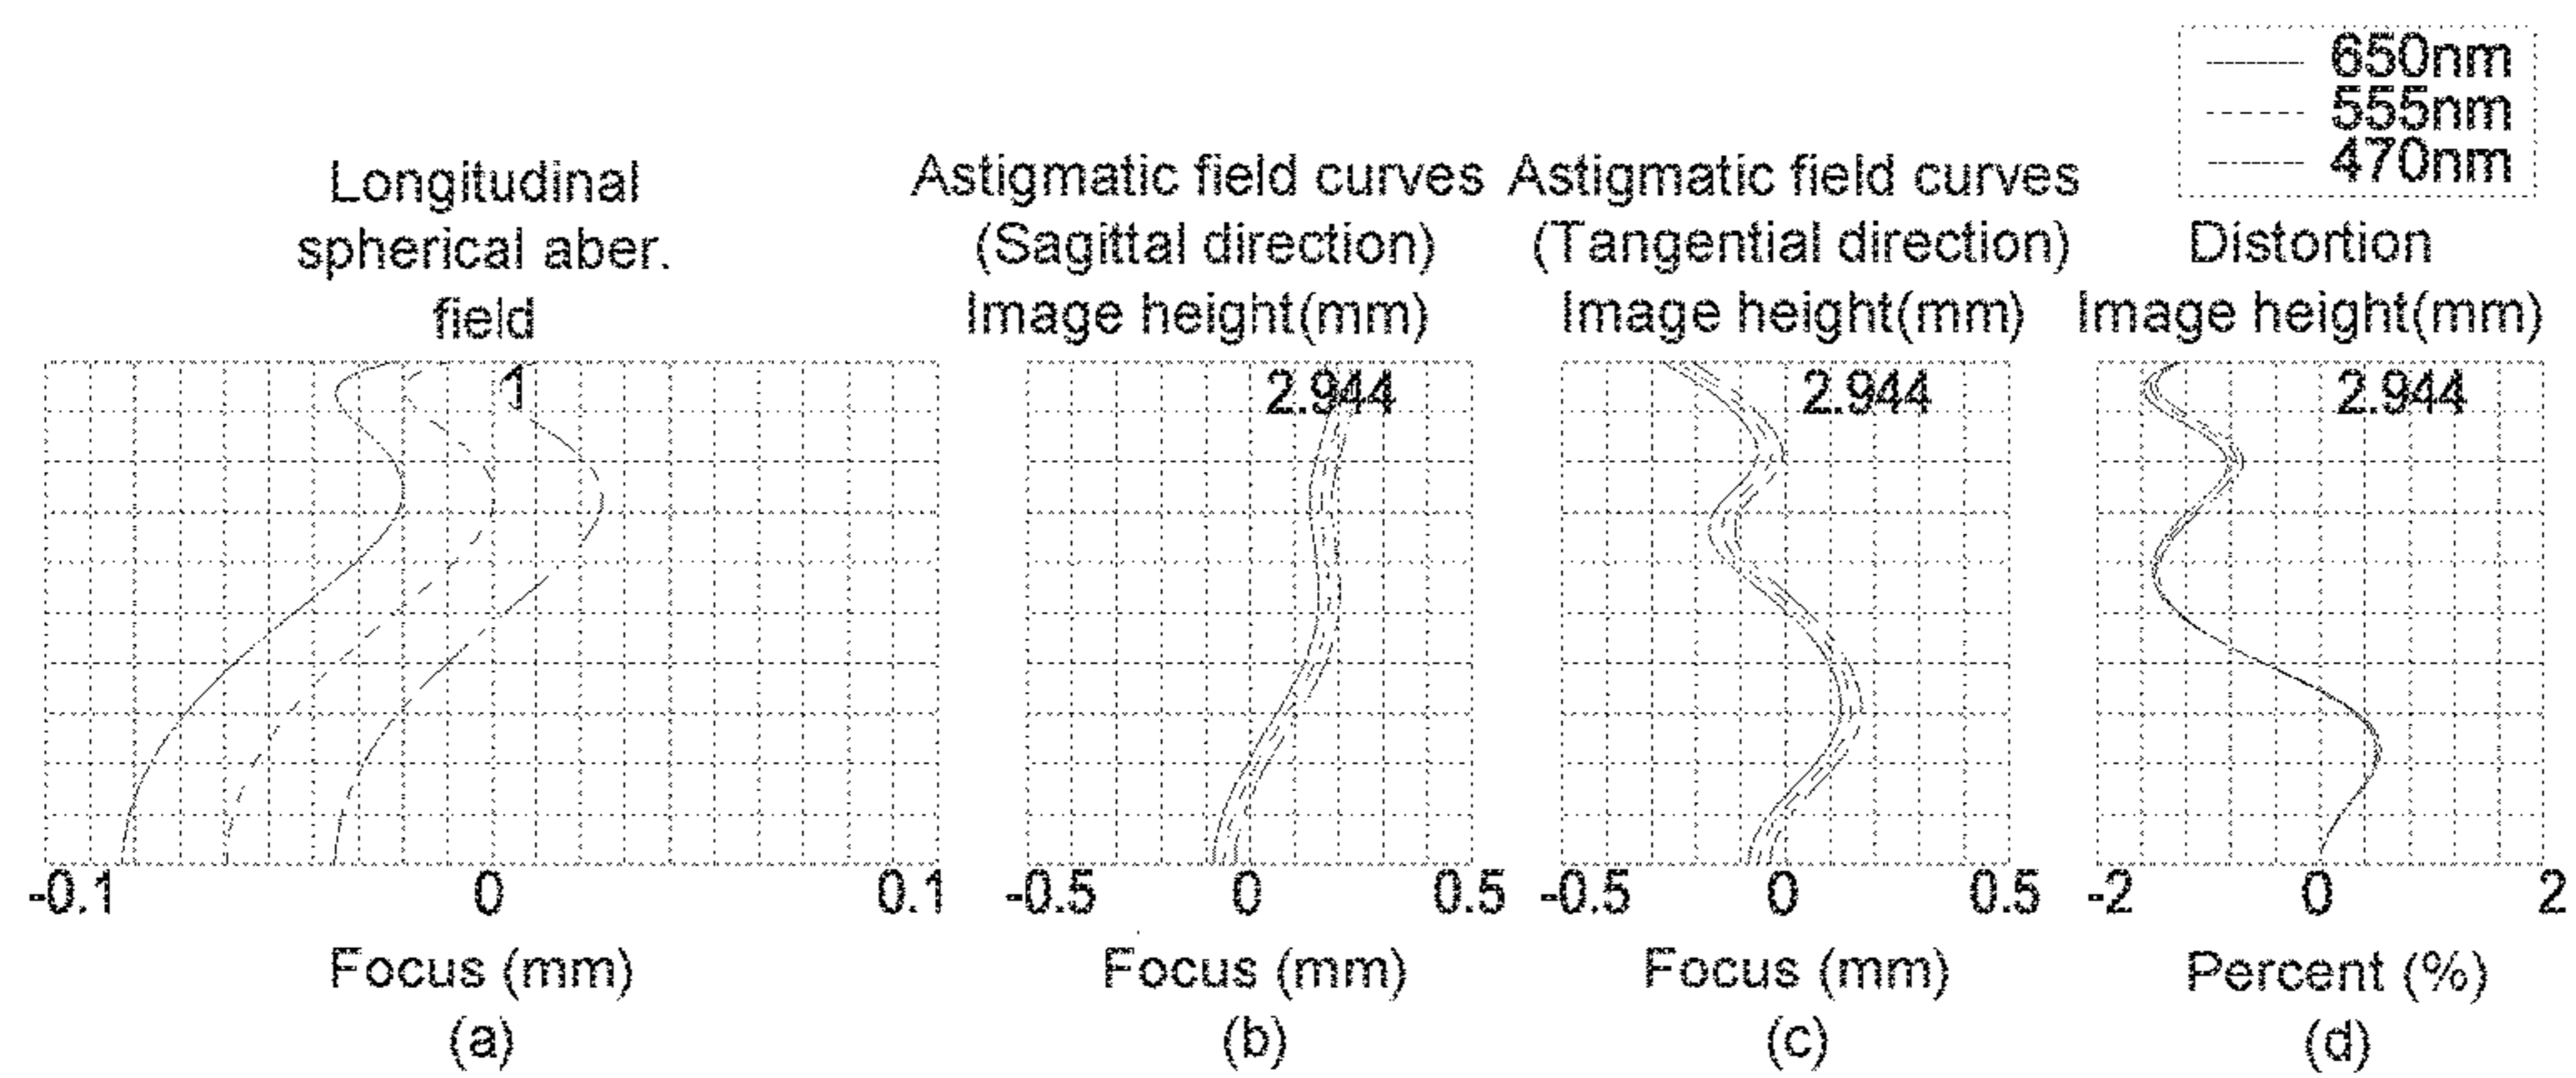 650nm
555nm
470nm
Longitudinal
spherical aber.
field
1
-0.1 0 0.1
Focus (mm)
(a)
Astigmatic field curves
(Sagittal direction)
Image height(mm)
2.944
-0.5 0 0.5
Focus (mm)
(b)
Astigmatic field curves
(Tangential direction)
Image height(mm)
2.944
-0.5 0 0.5
Focus (mm)
(c)
Distortion
Image height(mm)
2.944
-2 0 2
Percent (%)
(d)